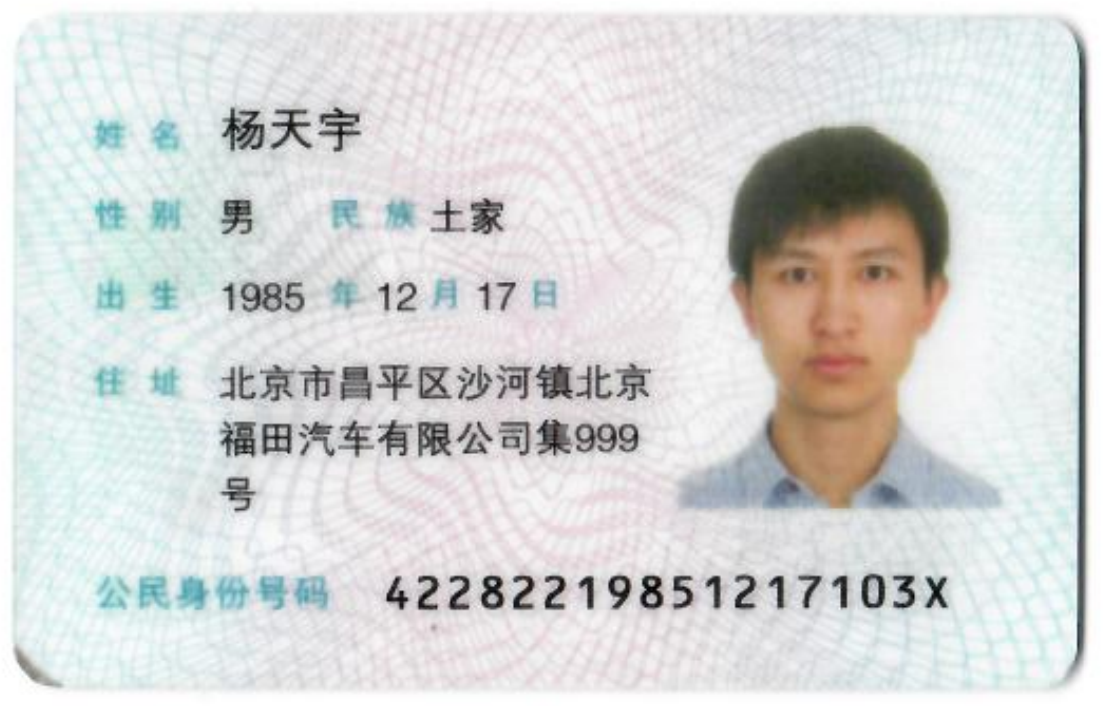 姓名 杨天宇
性别 男 民族 土家
出生 1985 年 12 月 17 日
住址 北京市昌平区沙河镇北京
福田汽车有限公司集999
号
公民身份号码 42282219851217103X